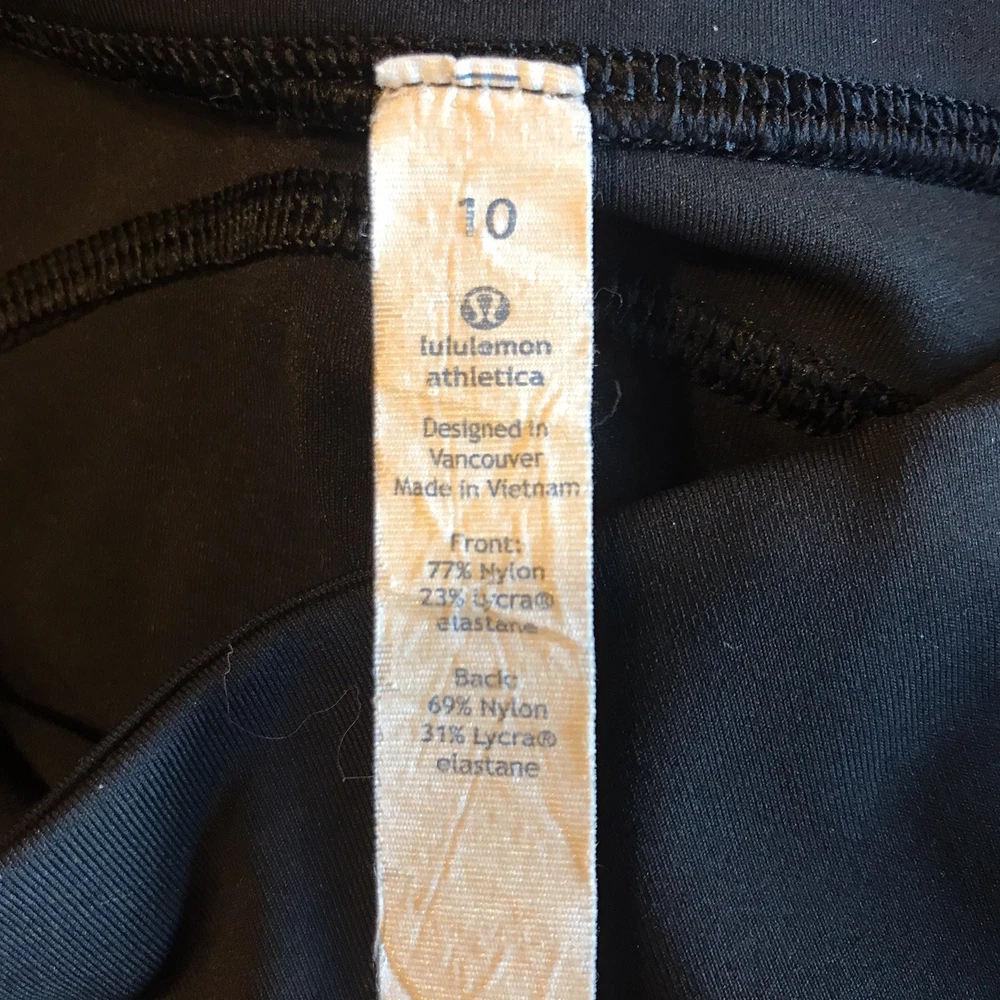 10
lululemon
athletica
Designed in
Vancouver
Made in Vietnam
Front:
77% Nylon
23% Lycra®
elastane
Back:
69% Nylon
31% Lycra®
elastane